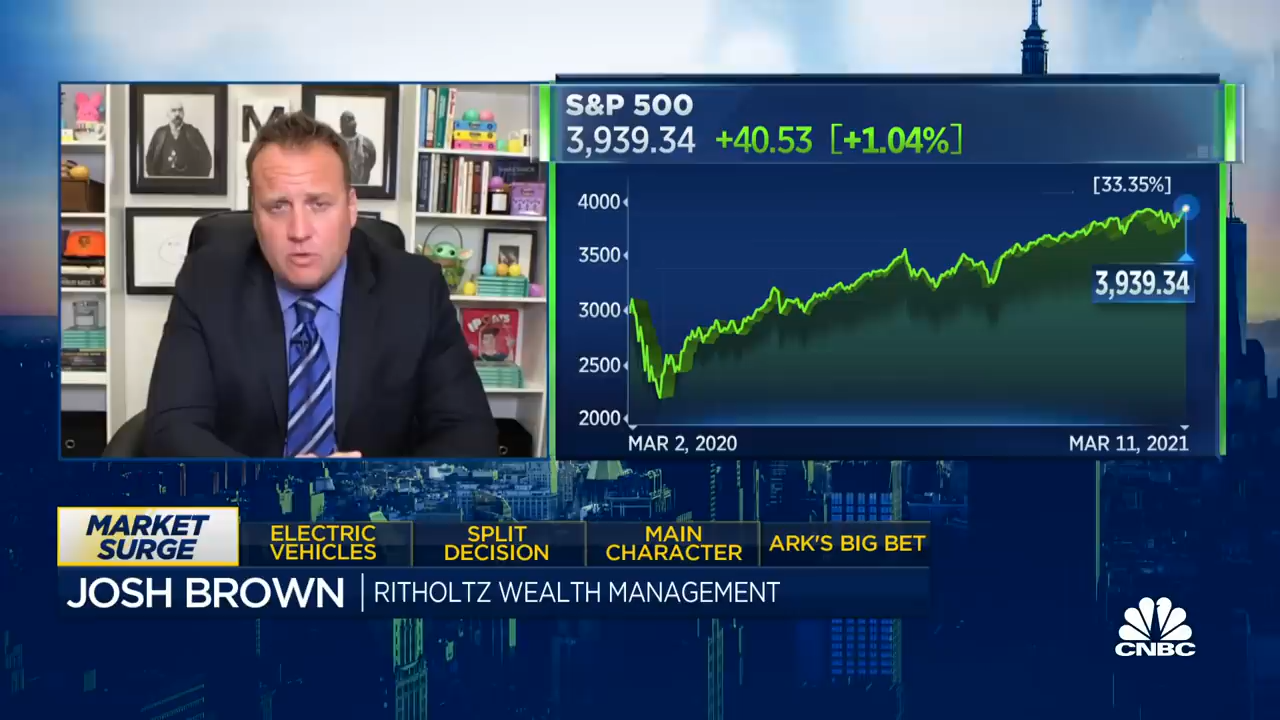 M
S&P 500
3,939.34 +40.53 [+1.04%]
[33.35%]
4000
3500
3000
2500
2000
3,939.34
MAR 2, 2020
MAR 11, 2021
MARKET
SURGE
ELECTRIC
VEHICLES
SPLIT
DECISION
MAIN
CHARACTER
ARK'S BIG BET
JOSH BROWN
RITHOLTZ WEALTH MANAGEMENT
CNBC